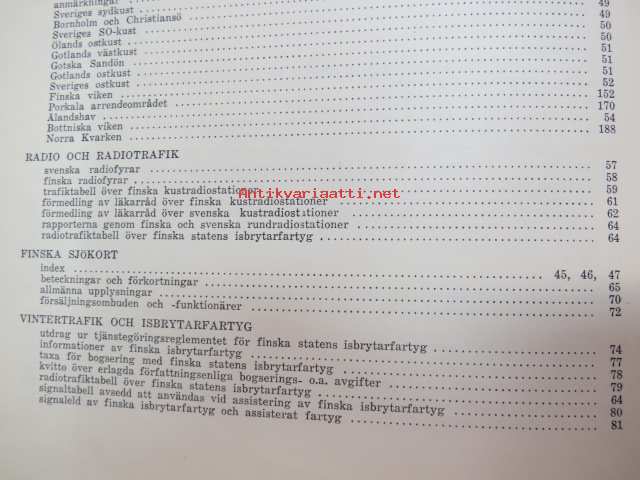 anmärkningar 49
Sveriges sydkust 49
Bornholm och Christiansö 50
Sveriges SO-kust 50
Ölands ostkust 51
Gotlands västkust 51
Gotska Sandön 51
Gotlands ostkust 52
Sveriges ostkust 152
Finska viken 170
Porkala arrendeområdet 54
Ålandshav 188
Bottniska viken
Norra Kvarken
RADIO OCH RADIOTRAFIK
svenska radiofyrar 57
finska radiofyrar 58
trafiktabell över finska kustradiostationer 59
förmedling av läkarråd över finska kustradiostationer 61
förmedling av läkarråd över svenska kustradiostationer 62
rapporterna genom finska och svenska rundradiostationer 64
radiotrafiktabell över finska statens isbrytarfartyg 64
FINSKA SJÖKORT
index 45, 46, 47
beteckningar och förkortningar 65
allmänna upplysningar 70
försäljningsombuden och -funktionärer 72
VINTERTRAFIK OCH ISBRYTARFARTYG
utdrag ur tjänstegöringsreglementet för finska statens isbrytarfartyg 74
informationer av finska isbrytarfartyg 77
taxa för bogsering med finska statens isbrytarfartyg 78
kvitto över erlagda författningsenliga bogserings- o.a. avgifter 79
radiotrafiktabell över finska statens isbrytarfartyg 64
signaltabell avsedd att användas vid assistering av finska isbrytarfartyg 80
signaleld av finska isbrytarfartyg och assisterat fartyg 81
Antikvariaatti.net